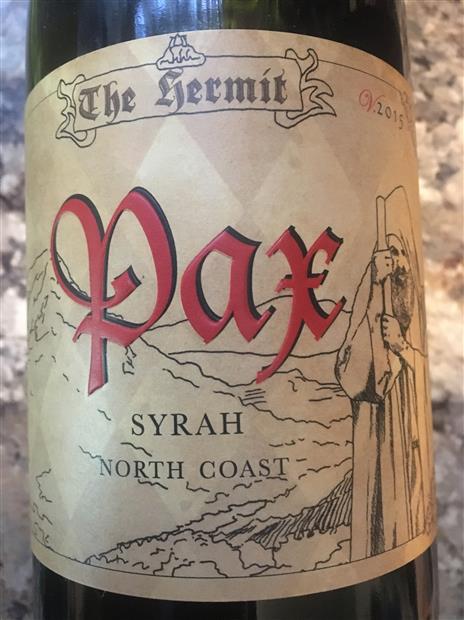 The Hermit
V.2015
Pax
SYRAH
NORTH COAST